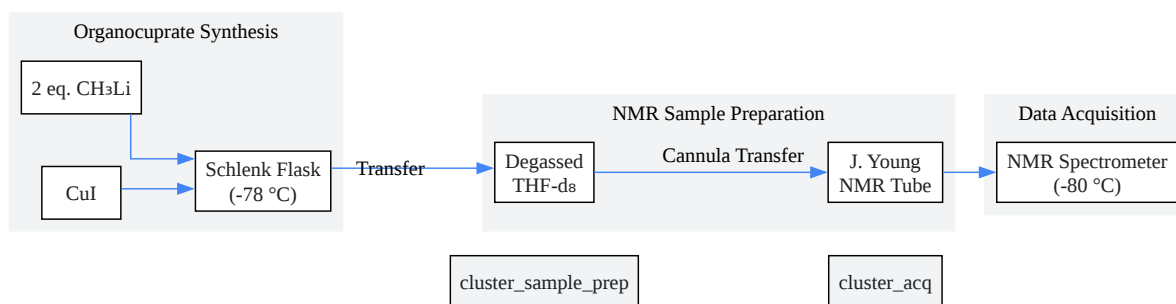 Organocuprate Synthesis
2 eq. CH₃Li
CuI
Schlenk Flask
(-78 °C)
Transfer
NMR Sample Preparation
Degassed
THF-d₈
Cannula Transfer
J. Young
NMR Tube
Data Acquisition
NMR Spectrometer
(-80 °C)
cluster_sample_prep
cluster_acq